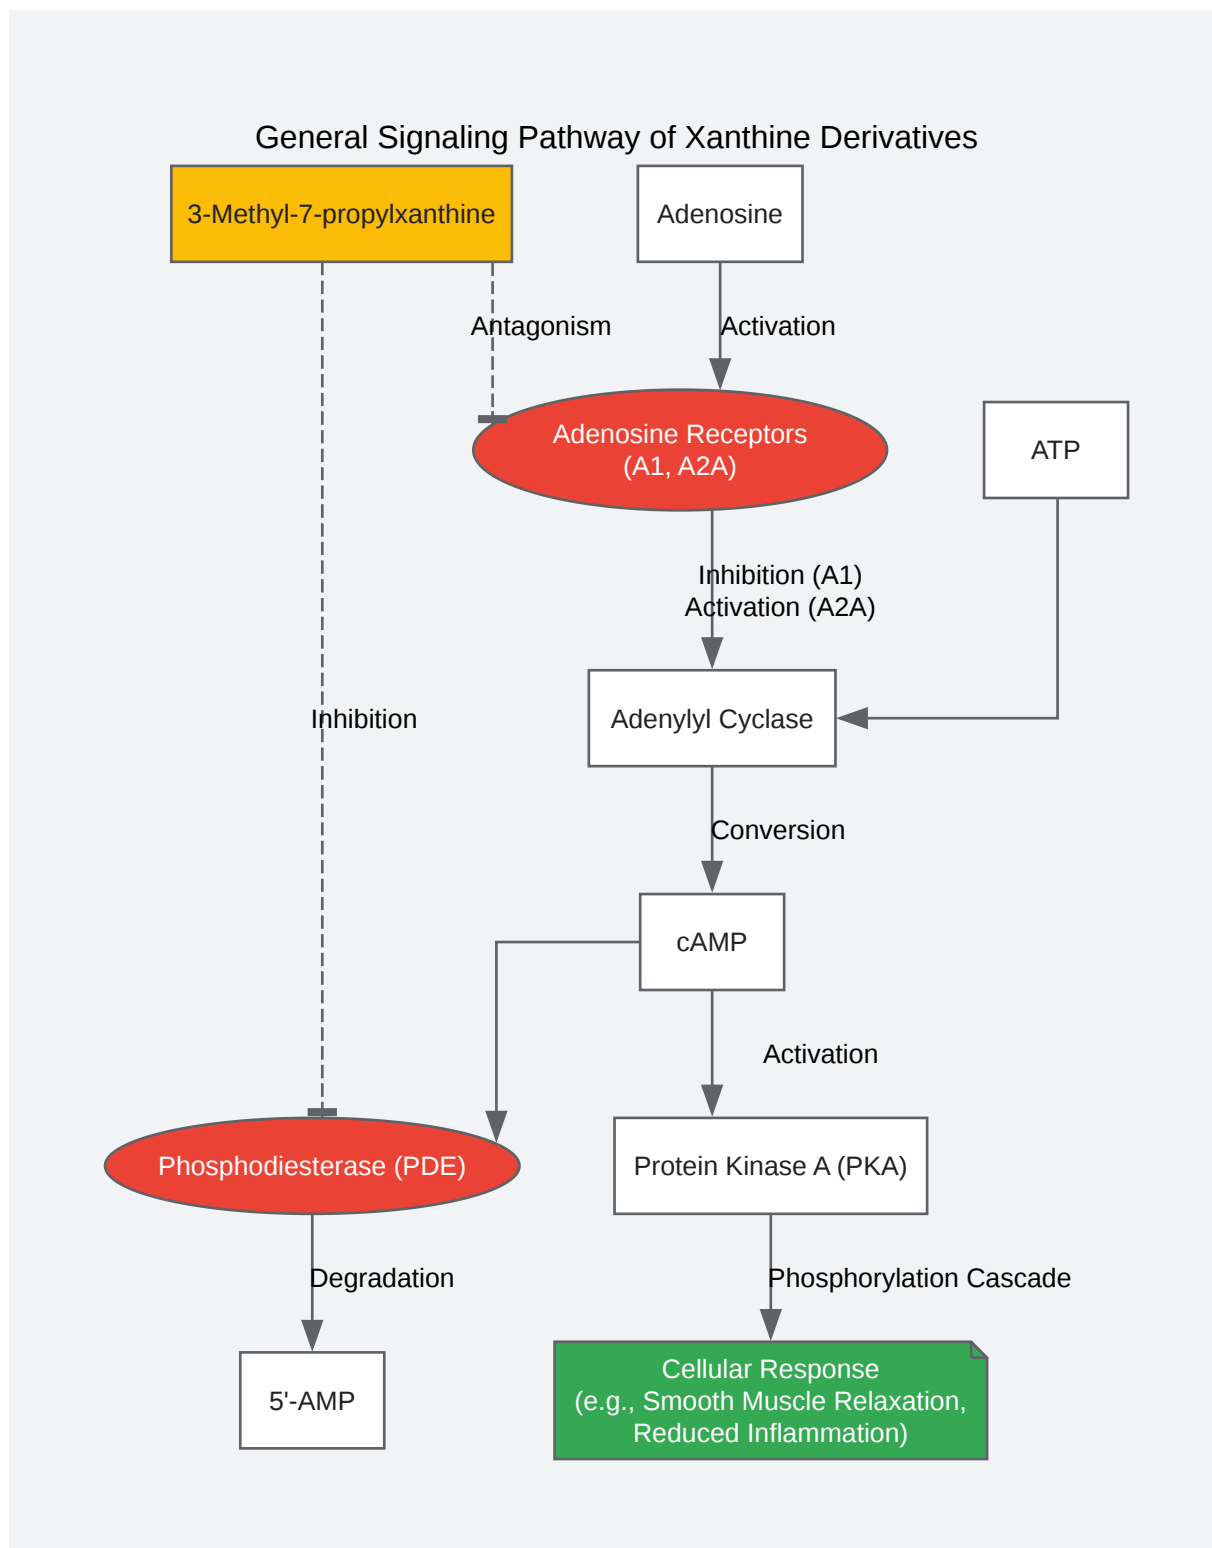 General Signaling Pathway of Xanthine Derivatives
3-Methyl-7-propylxanthine
Adenosine
Antagonism
Activation
Adenosine Receptors
(A1, A2A)
ATP
Inhibition (A1)
Activation (A2A)
Inhibition
Adenylyl Cyclase
Conversion
cAMP
Activation
Phosphodiesterase (PDE)
Protein Kinase A (PKA)
Degradation
Phosphorylation Cascade
5'-AMP
Cellular Response
(e.g., Smooth Muscle Relaxation,
Reduced Inflammation)